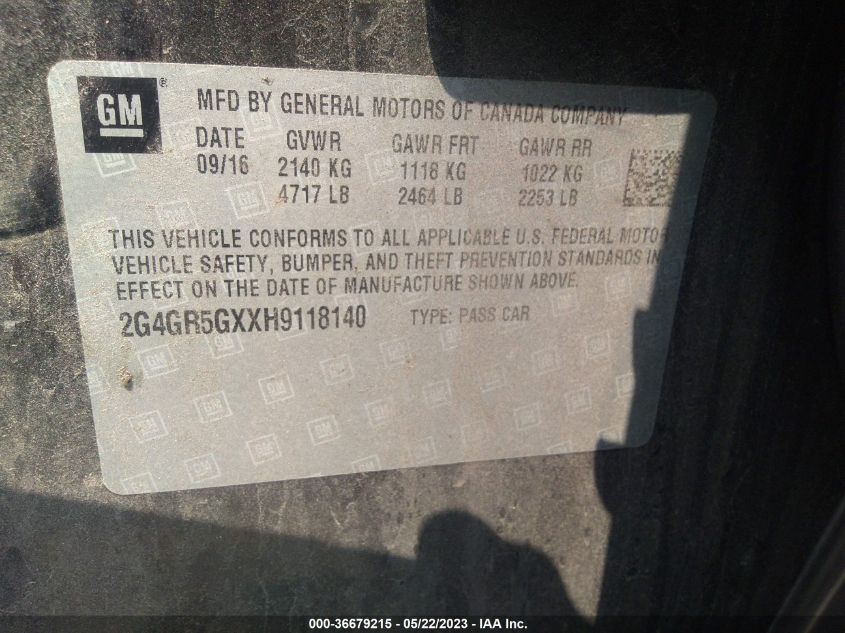 GM ® MFD BY GENERAL MOTORS OF CANADA COMPANY
DATE GVWR GAWR FRT GAWR RR
09/16 2140 KG 1118 KG 1022 KG
4717 LB 2464 LB 2253 LB
THIS VEHICLE CONFORMS TO ALL APPLICABLE U.S. FEDERAL MOTOR
VEHICLE SAFETY, BUMPER, AND THEFT PREVENTION STANDARDS IN
EFFECT ON THE DATE OF MANUFACTURE SHOWN ABOVE.
2G4GR5GXXH9118140 TYPE: PASS CAR
000-36679215 - 05/22/2023 - IAA Inc.